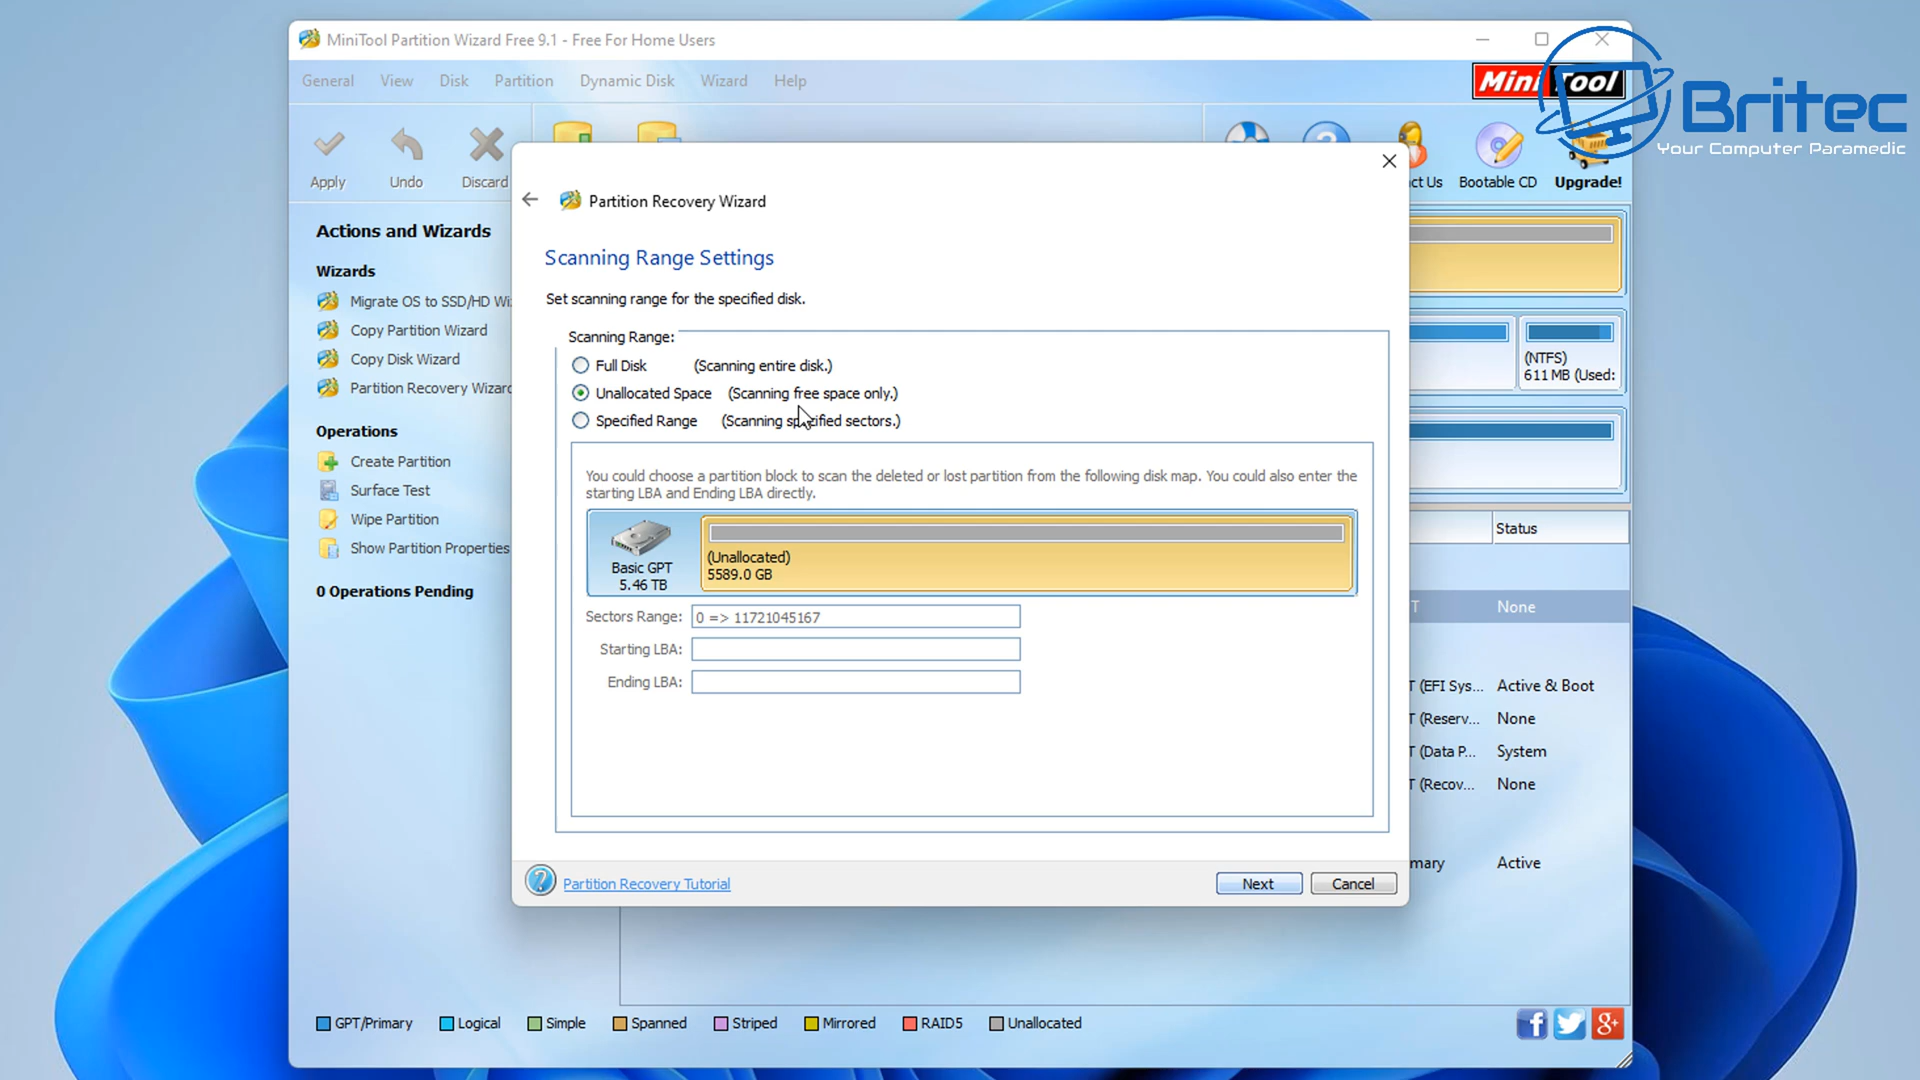 MiniTool Partition Wizard Free 9.1 - Free For Home Users
General View Disk Partition Dynamic Disk Wizard Help
Mini Tool
Britec
Your Computer Paramedic
Apply Undo Discard
ct Us Bootable CD Upgrade!
Partition Recovery Wizard
Actions and Wizards
Wizards
Migrate OS to SSD/HD Wi
Copy Partition Wizard
Copy Disk Wizard
Partition Recovery Wizard
Operations
Create Partition
Surface Test
Wipe Partition
Show Partition Properties
0 Operations Pending
Scanning Range Settings
Set scanning range for the specified disk.
Scanning Range:
Full Disk (Scanning entire disk.)
Unallocated Space (Scanning free space only.)
Specified Range (Scanning specified sectors.)
You could choose a partition block to scan the deleted or lost partition from the following disk map. You could also enter the
starting LBA and Ending LBA directly.
Basic GPT
5.46 TB
(Unallocated)
5589.0 GB
Sectors Range: 0 => 11721045167
Starting LBA:
Ending LBA:
Partition Recovery Tutorial
Next Cancel
(NTFS)
611 MB (Used:
Status
T None
T (EFI Sys... Active & Boot
T (Reserv... None
T (Data P... System
T (Recov... None
mary Active
GPT/Primary Logical Simple Spanned Striped Mirrored RAID5 Unallocated